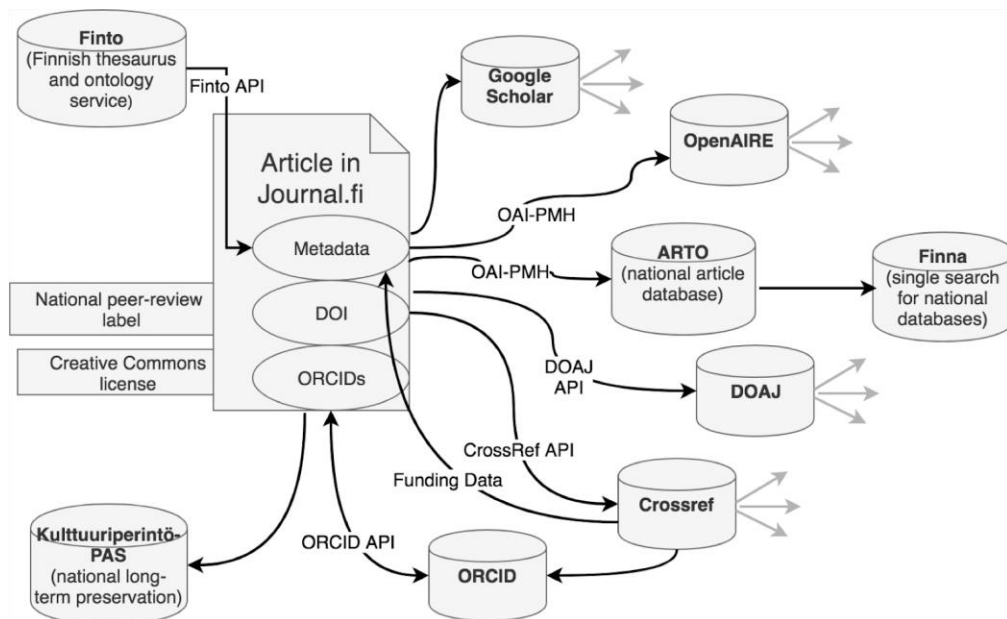 Finto
(Finnish thesaurus
and ontology
service)
Finto API
Google
Scholar
OpenAIRE
Article in
Journal.fi
OAI-PMH
Metadata
OAI-PMH
ARTO
(national article
database)
Finna
(single search
for national
databases)
National peer-review
label
DOI
Creative Commons
license
ORCIDs
DOAJ
API
DOAJ
CrossRef API
Funding Data
Crossref
Kulttuuriperintö-
PAS
(national long-
term preservation)
ORCID API
ORCID